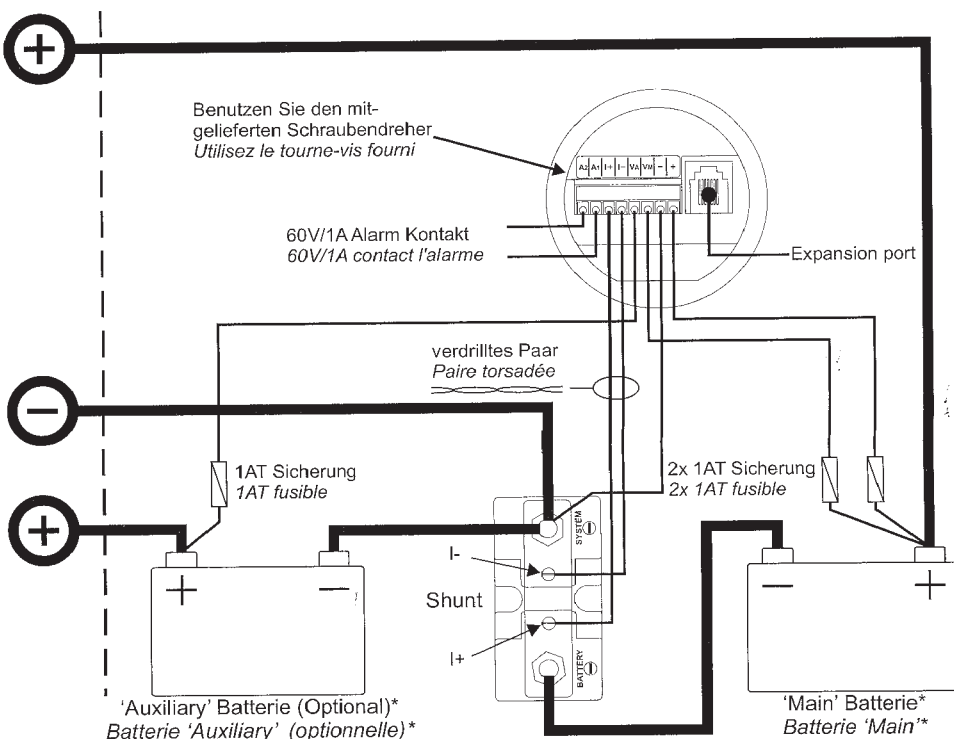 +
Benutzen Sie den mit-
gelieferten Schraubendreher
Utilisez le tourne-vis fourni
A2 A1 I+ I- VA VM - +
60V/1A Alarm Kontakt
60V/1A contact l'alarme
Expansion port
verdrilltes Paar
Paire torsadée
-
1AT Sicherung
1AT fusible
2x 1AT Sicherung
2x 1AT fusible
+
SYSTEM -
I-
Shunt
I+
BATTERY -
+ -
- +
'Auxiliary' Batterie (Optional)*
Batterie 'Auxiliary' (optionnelle)*
'Main' Batterie*
Batterie 'Main'*